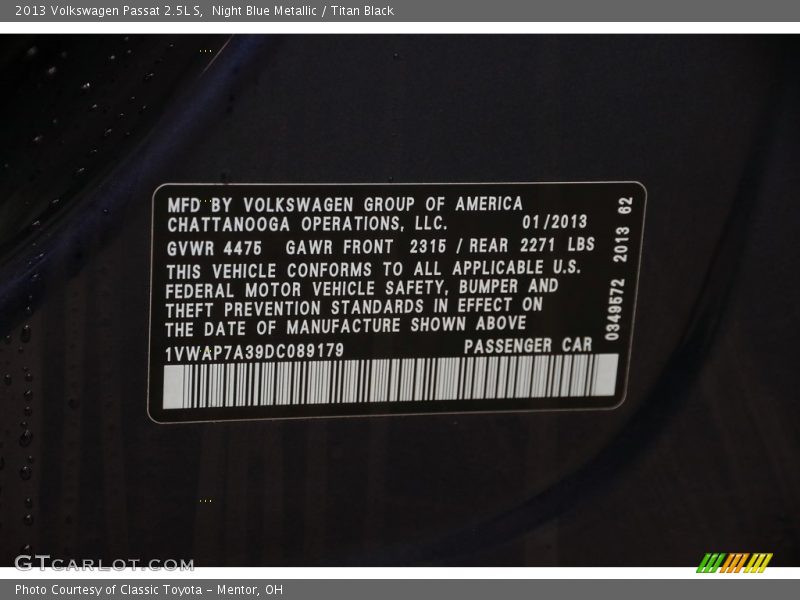 2013 Volkswagen Passat 2.5L S,  Night Blue Metallic / Titan Black
MFD BY VOLKSWAGEN GROUP OF AMERICA
CHATTANOOGA OPERATIONS, LLC. 01/2013
GVWR 4475 GAWR FRONT 2315 / REAR 2271 LBS
THIS VEHICLE CONFORMS TO ALL APPLICABLE U.S.
FEDERAL MOTOR VEHICLE SAFETY, BUMPER AND
THEFT PREVENTION STANDARDS IN EFFECT ON
THE DATE OF MANUFACTURE SHOWN ABOVE
1VWAP7A39DC089179 PASSENGER CAR
0349572 2013 62
GTCARLOT.COM
Photo Courtesy of Classic Toyota - Mentor, OH